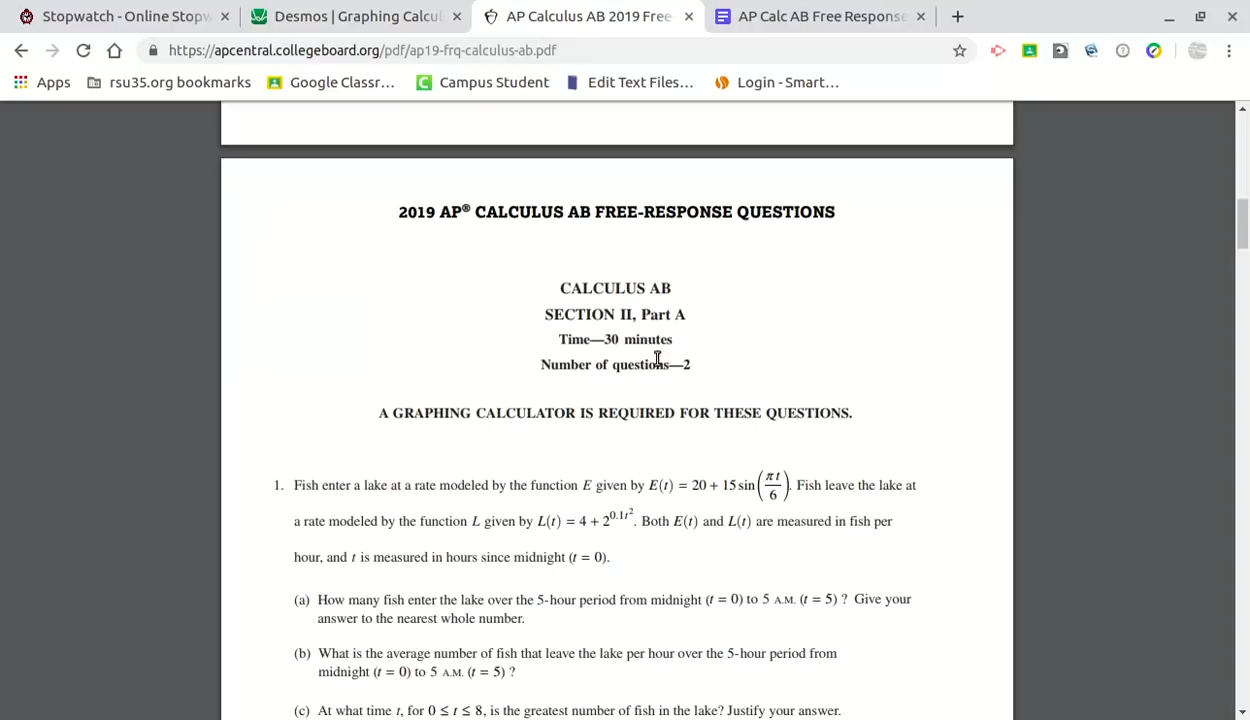 Stopwatch - Online Stopw
Desmos | Graphing Calcul
AP Calculus AB 2019 Free-
AP Calc AB Free Response
https://apcentral.collegeboard.org/pdf/ap19-frq-calculus-ab.pdf
Apps
rsu35.org bookmarks
Google Classr...
Campus Student
Edit Text Files...
Login - Smart...
2019 AP® CALCULUS AB FREE-RESPONSE QUESTIONS
CALCULUS AB
SECTION II, Part A
Time—30 minutes
Number of questions—2
A GRAPHING CALCULATOR IS REQUIRED FOR THESE QUESTIONS.
1. Fish enter a lake at a rate modeled by the function E given by E(t) = 20 + 15 sin(πt/6). Fish leave the lake at
a rate modeled by the function L given by L(t) = 4 + 2^(0.1t²). Both E(t) and L(t) are measured in fish per
hour, and t is measured in hours since midnight (t = 0).
(a) How many fish enter the lake over the 5-hour period from midnight (t = 0) to 5 A.M. (t = 5) ? Give your
answer to the nearest whole number.
(b) What is the average number of fish that leave the lake per hour over the 5-hour period from
midnight (t = 0) to 5 A.M. (t = 5) ?
(c) At what time t, for 0 ≤ t ≤ 8, is the greatest number of fish in the lake? Justify your answer.